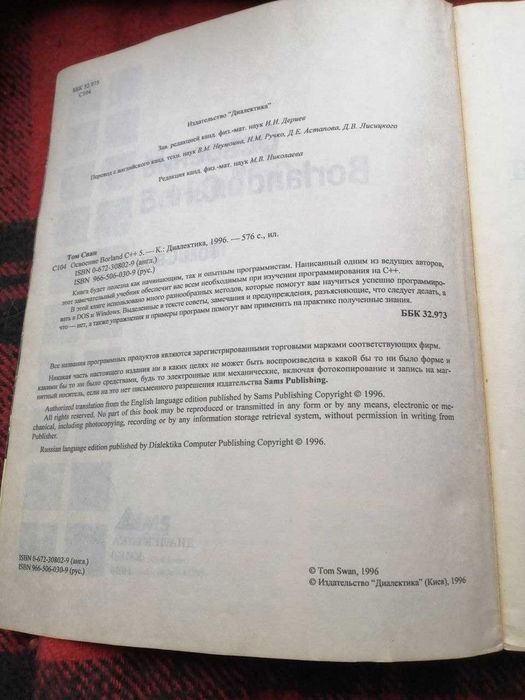 ББК 32.973
С104
Издательство "Диалектика"
Зав. редакцией канд. физ.-мат. наук И.Н. Дериев
Перевод с английского канд. техн. наук В.М. Неумоина, Н.М. Ручко, Д.Е. Астапова, Д.В. Лисицкого
Редакция канд. физ.-мат. наук М.В. Николаева
Том Сван
С104 Освоение Borland C++ 5. — К.: Диалектика, 1996. — 576 с., ил.
ISBN 0-672-30802-9 (англ.)
ISBN 966-506-030-9 (рус.)
Книга будет полезна как начинающим, так и опытным программистам. Написанный одним из ведущих авторов,
этот замечательный учебник обеспечит вас всем необходимым при изучении программирования на C++.
В этой книге использовано много разнообразных методов, которые помогут вам научиться успешно программиро-
вать в DOS и Windows. Выделенные в тексте советы, замечания и предупреждения, разъясняющие, что следует делать, а
что — нет, а также упражнения и примеры программ помогут вам применить на практике полученные знания.
ББК 32.973
Все названия программных продуктов являются зарегистрированными торговыми марками соответствующих фирм.
Никакая часть настоящего издания ни в каких целях не может быть воспроизведена в какой бы то ни было форме и
какими бы то ни было средствами, будь то электронные или механические, включая фотокопирование и запись на маг-
нитный носитель, если на это нет письменного разрешения издательства Sams Publishing.
Authorized translation from the English language edition published by Sams Publishing Copyright © 1996.
All rights reserved. No part of this book may be reproduced or transmitted in any form or by any means, electronic or me-
chanical, including photocopying, recording or by any information storage retrieval system, without permission in writing from
Publisher.
Russian language edition published by Dialektika Computer Publishing Copyright © 1996.
ISBN 0-672-30802-9 (англ.)
ISBN 966-506-030-9 (рус.)
© Tom Swan, 1996
© Издательство "Диалектика" (Киев), 1996